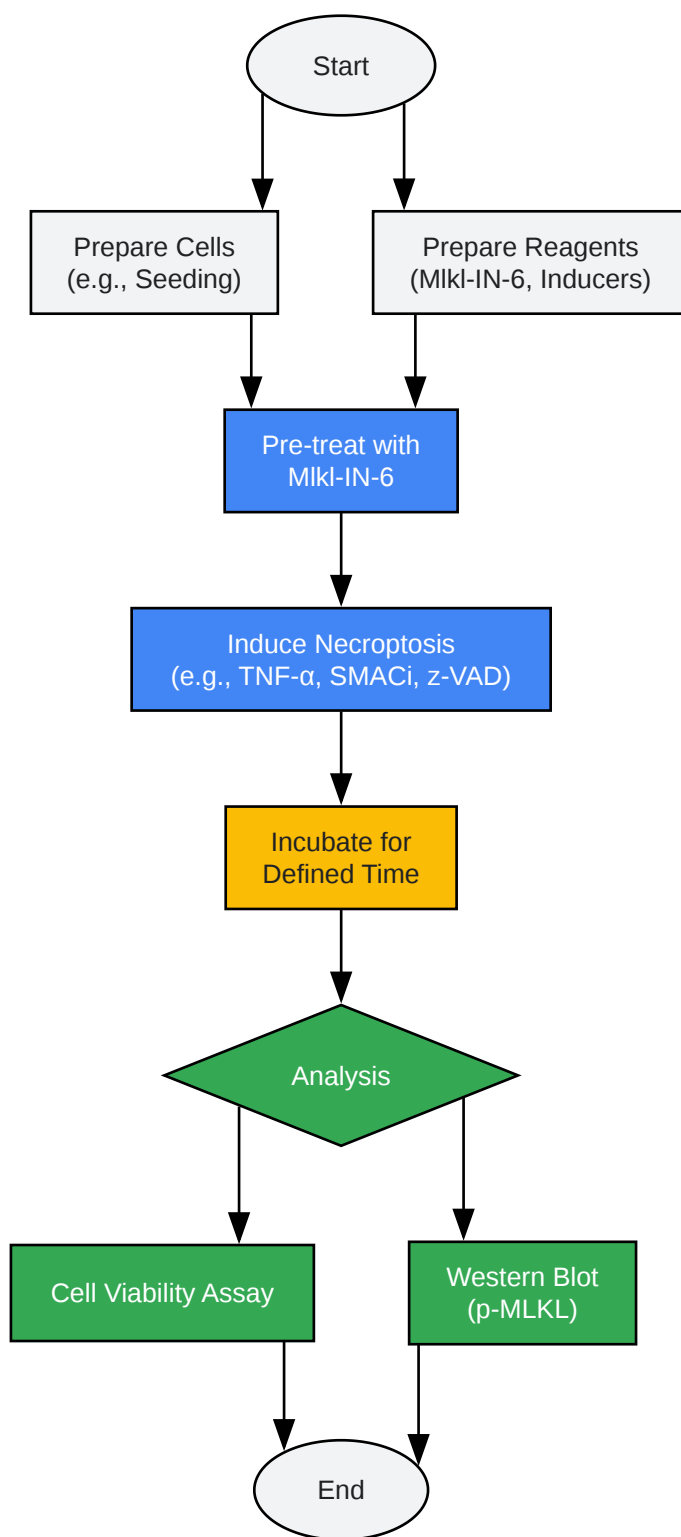 Start
Prepare Cells
(e.g., Seeding)
Prepare Reagents
(Mlkl-IN-6, Inducers)
Pre-treat with
Mlkl-IN-6
Induce Necroptosis
(e.g., TNF-α, SMACi, z-VAD)
Incubate for
Defined Time
Analysis
Cell Viability Assay
Western Blot
(p-MLKL)
End